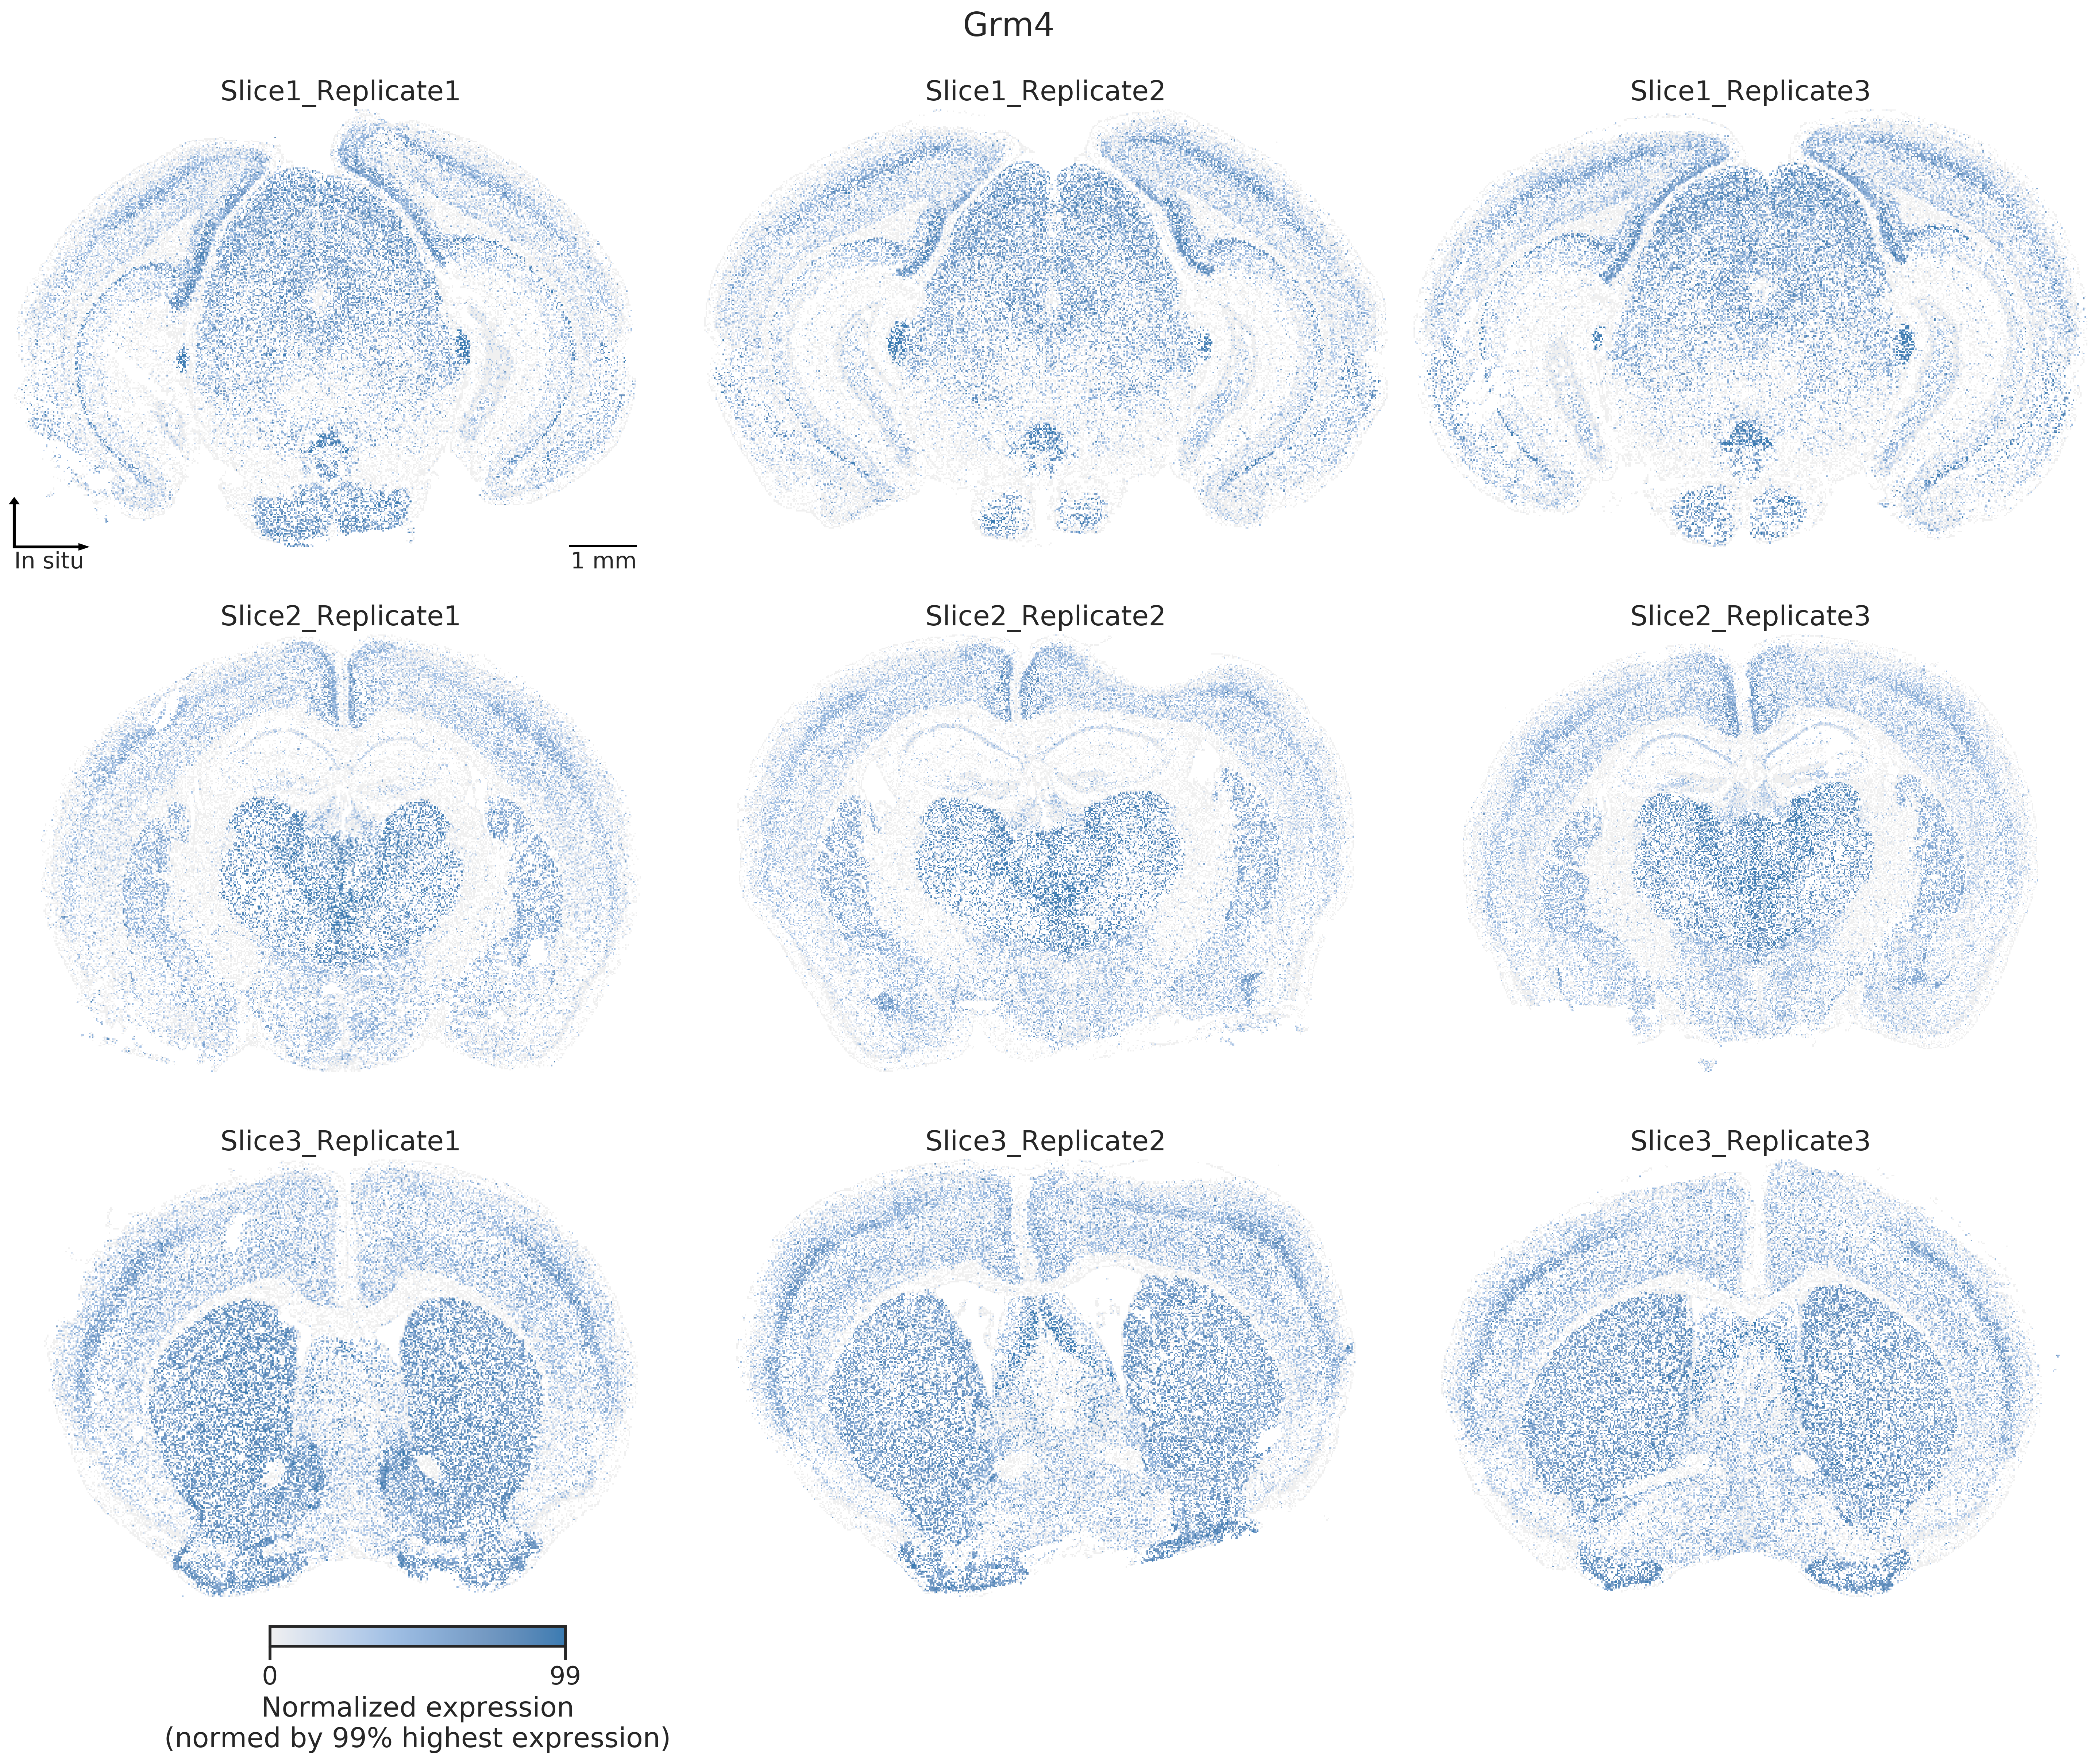 Grm4
Slice1_Replicate1
Slice1_Replicate2
Slice1_Replicate3
In situ
1 mm
Slice2_Replicate1
Slice2_Replicate2
Slice2_Replicate3
Slice3_Replicate1
Slice3_Replicate2
Slice3_Replicate3
0
99
Normalized expression
(normed by 99% highest expression)